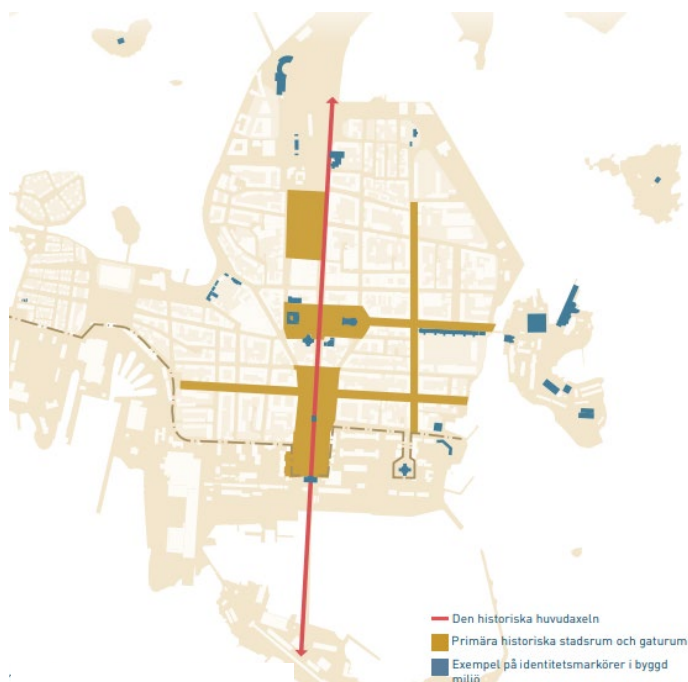 Den historiska huvudaxeln
Primära historiska stadsrum och gaturum
Exempel på identitetsmarkörer i byggd
miljö